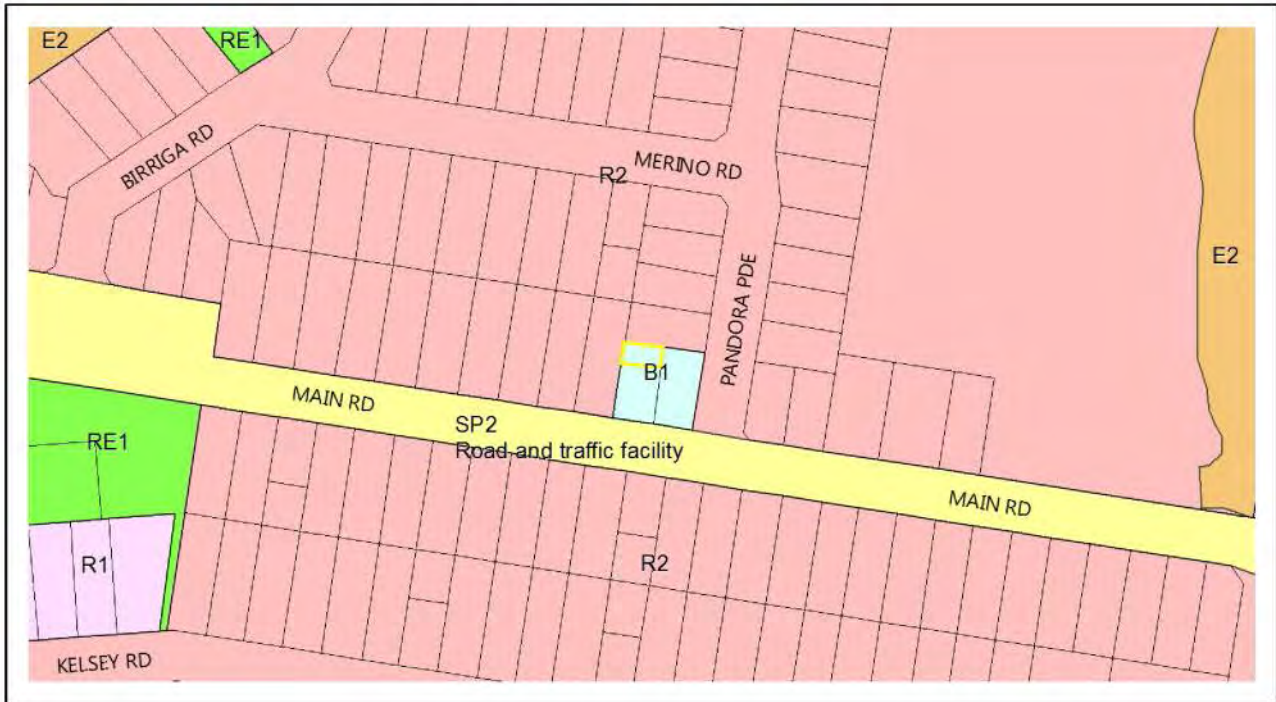 E2
RE1
BIRRIGA RD
MERINO RD
R2
E2
PANDORA PDE
B1
MAIN RD
SP2
Road and traffic facility
RE1
MAIN RD
R1
R2
KELSEY RD